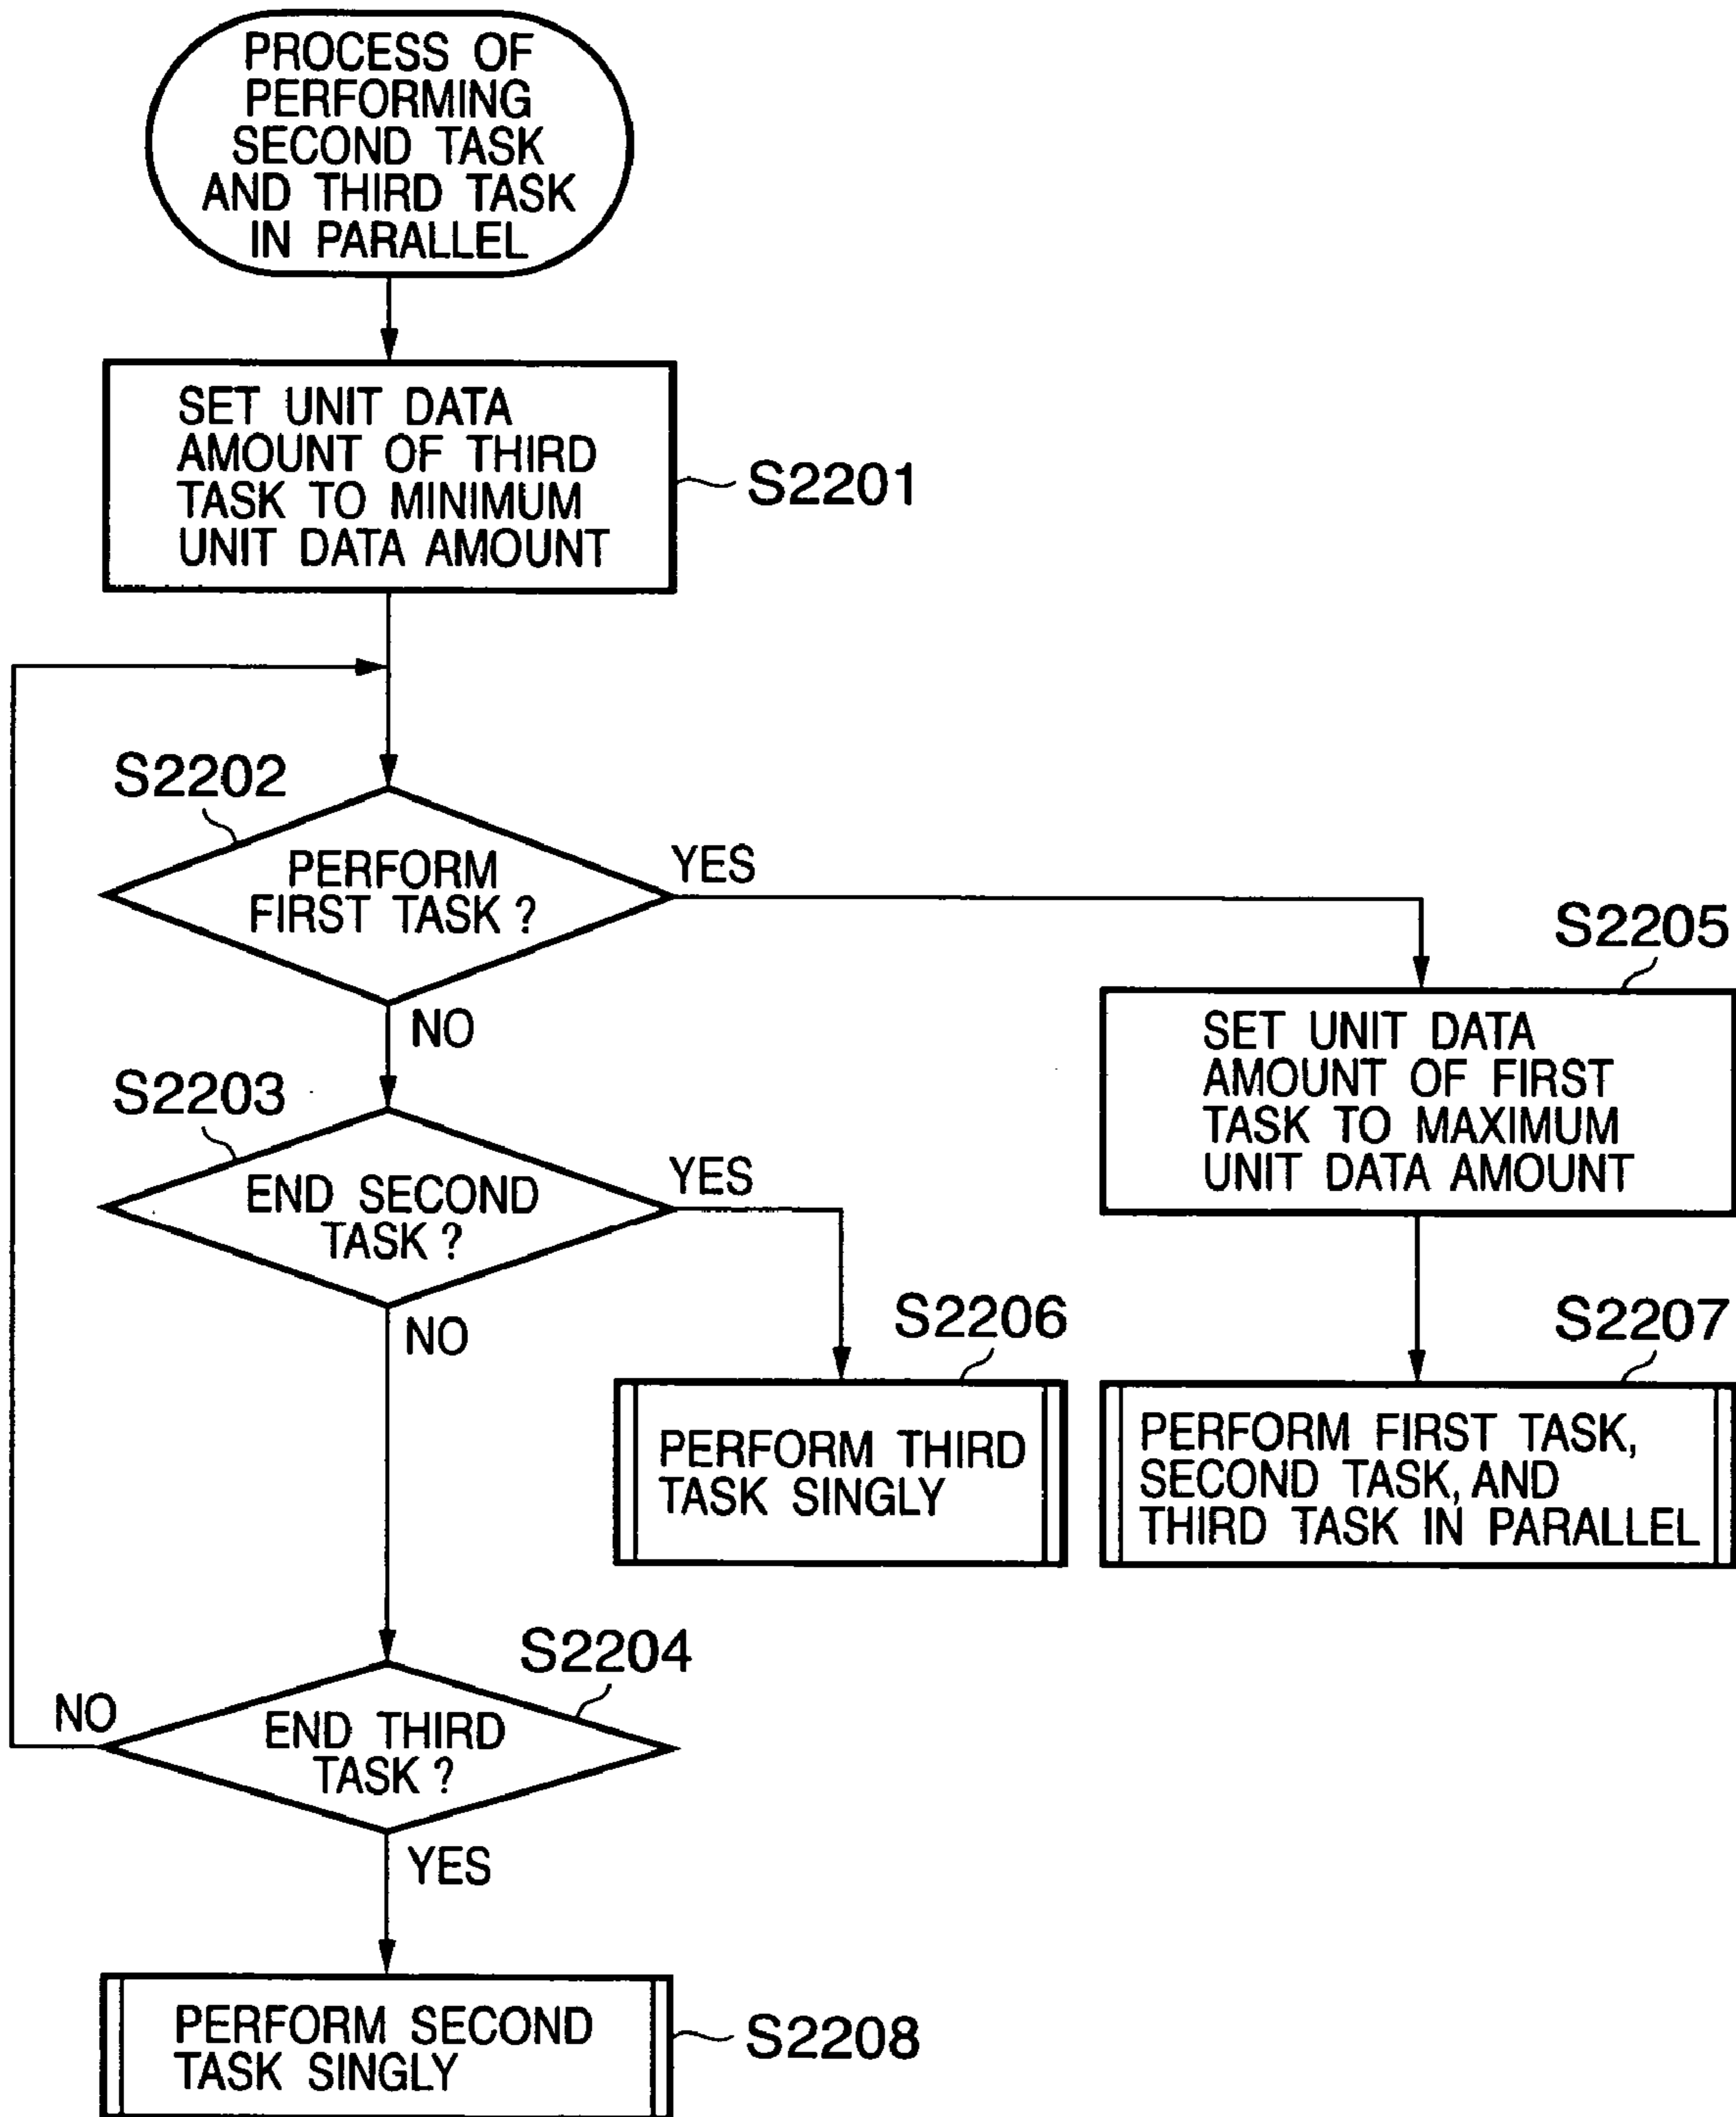 PROCESS OF
PERFORMING
SECOND TASK
AND THIRD TASK
IN PARALLEL
SET UNIT DATA
AMOUNT OF THIRD
TASK TO MINIMUM
UNIT DATA AMOUNT
S2201
S2202
PERFORM
FIRST TASK ?
YES
NO
S2205
SET UNIT DATA
AMOUNT OF FIRST
TASK TO MAXIMUM
UNIT DATA AMOUNT
S2203
END SECOND
TASK ?
YES
NO
S2206
PERFORM THIRD
TASK SINGLY
S2207
PERFORM FIRST TASK,
SECOND TASK, AND
THIRD TASK IN PARALLEL
S2204
NO
END THIRD
TASK ?
YES
PERFORM SECOND
TASK SINGLY
S2208